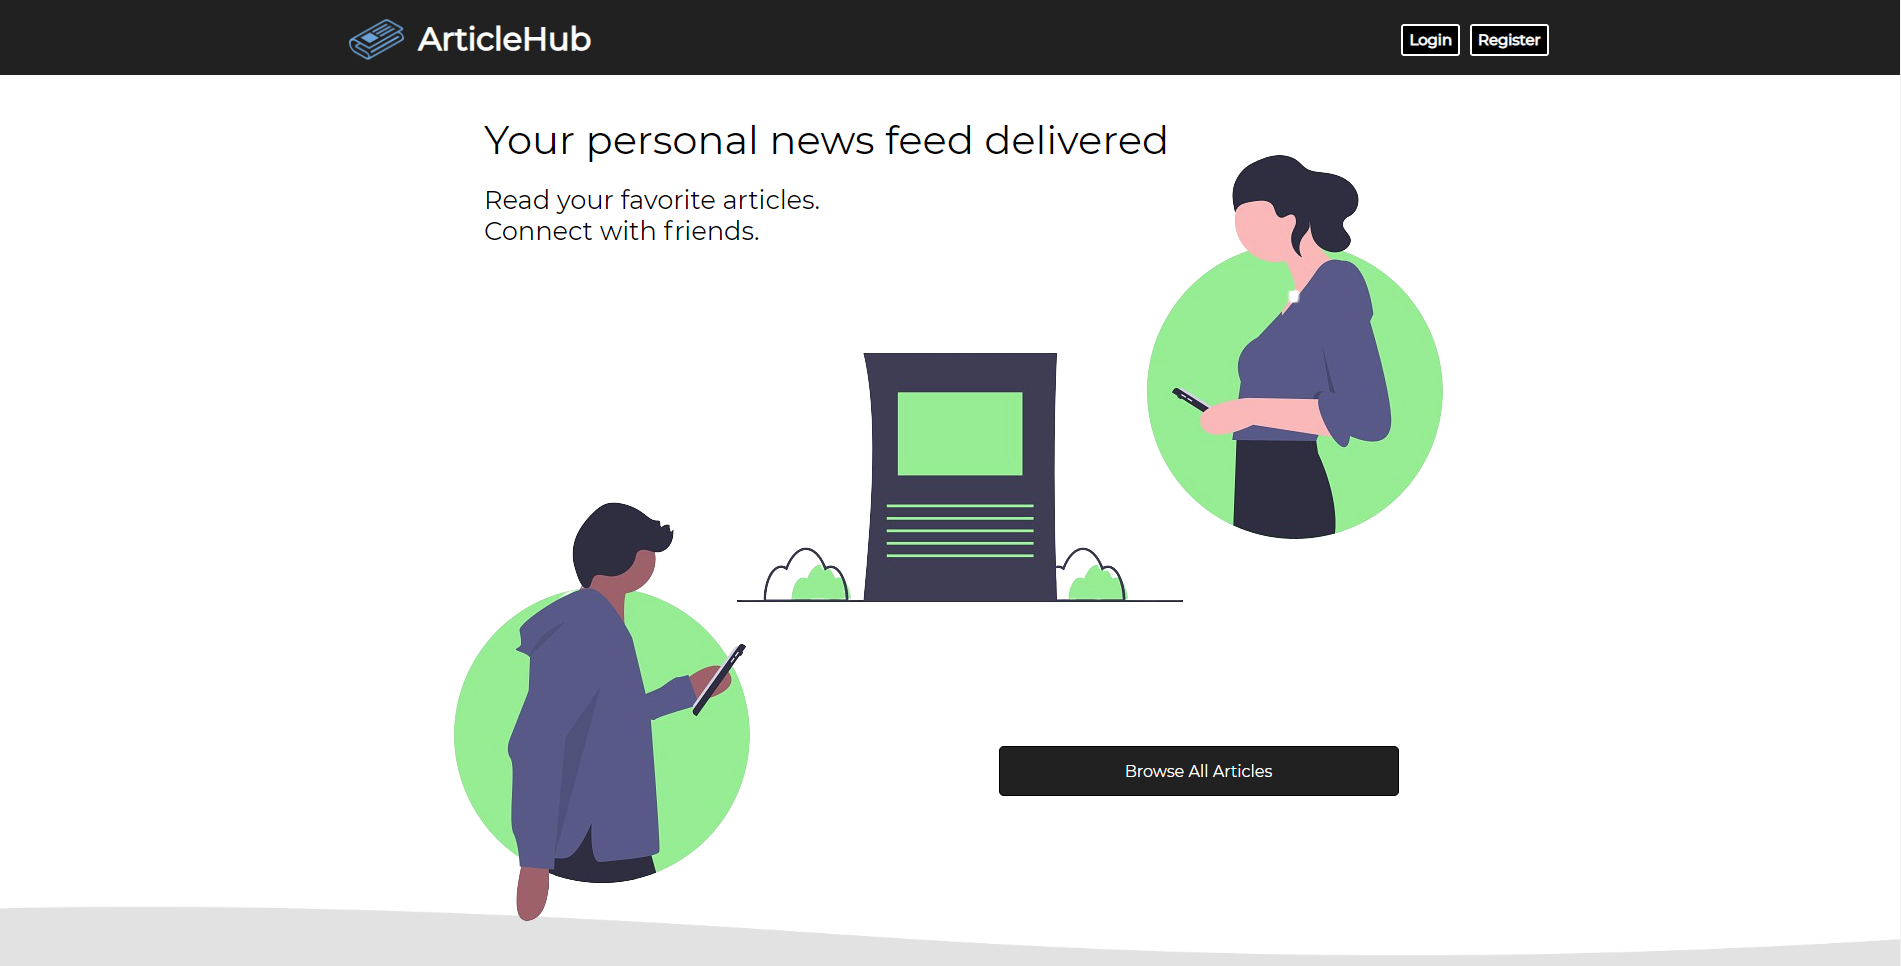 ArticleHub
Login
Register
Your personal news feed delivered
Read your favorite articles.
Connect with friends.
Browse All Articles